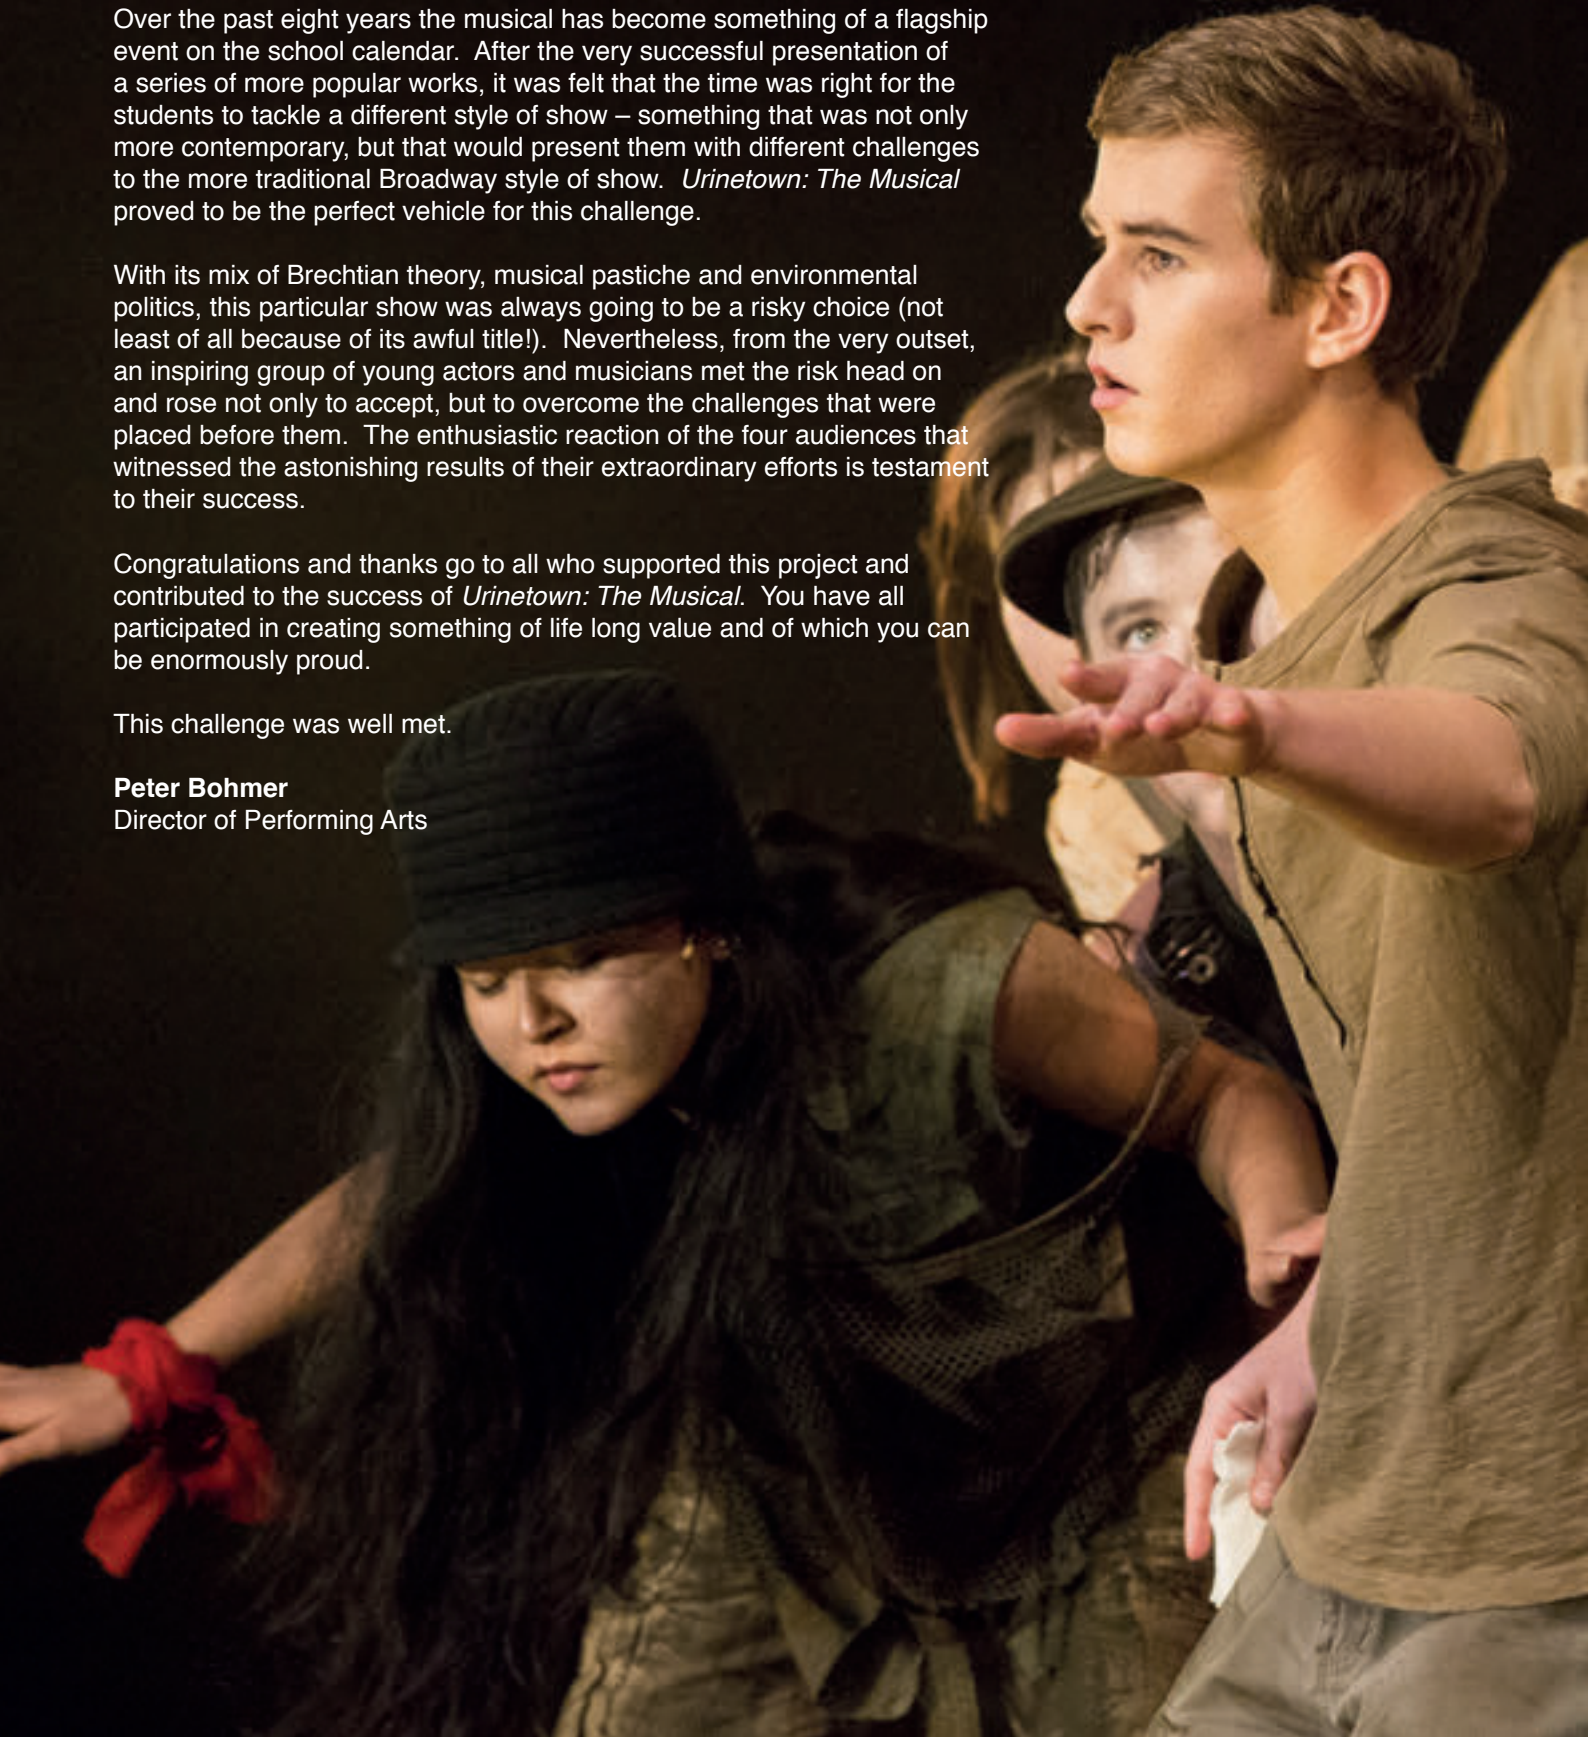 Over the past eight years the musical has become something of a flagship
event on the school calendar.  After the very successful presentation of
a series of more popular works, it was felt that the time was right for the
students to tackle a different style of show – something that was not only
more contemporary, but that would present them with different challenges
to the more traditional Broadway style of show.  Urinetown: The Musical
proved to be the perfect vehicle for this challenge.
With its mix of Brechtian theory, musical pastiche and environmental
politics, this particular show was always going to be a risky choice (not
least of all because of its awful title!).  Nevertheless, from the very outset,
an inspiring group of young actors and musicians met the risk head on
and rose not only to accept, but to overcome the challenges that were
placed before them.  The enthusiastic reaction of the four audiences that
witnessed the astonishing results of their extraordinary efforts is testament
to their success.
Congratulations and thanks go to all who supported this project and
contributed to the success of Urinetown: The Musical.  You have all
participated in creating something of life long value and of which you can
be enormously proud.
This challenge was well met.
Peter Bohmer
Director of Performing Arts